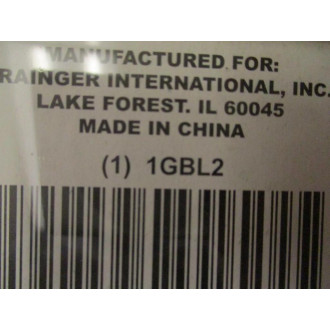 MANUFACTURED FOR:
RAINGER INTERNATIONAL, INC.
LAKE FOREST. IL 60045
MADE IN CHINA
(1) 1GBL2